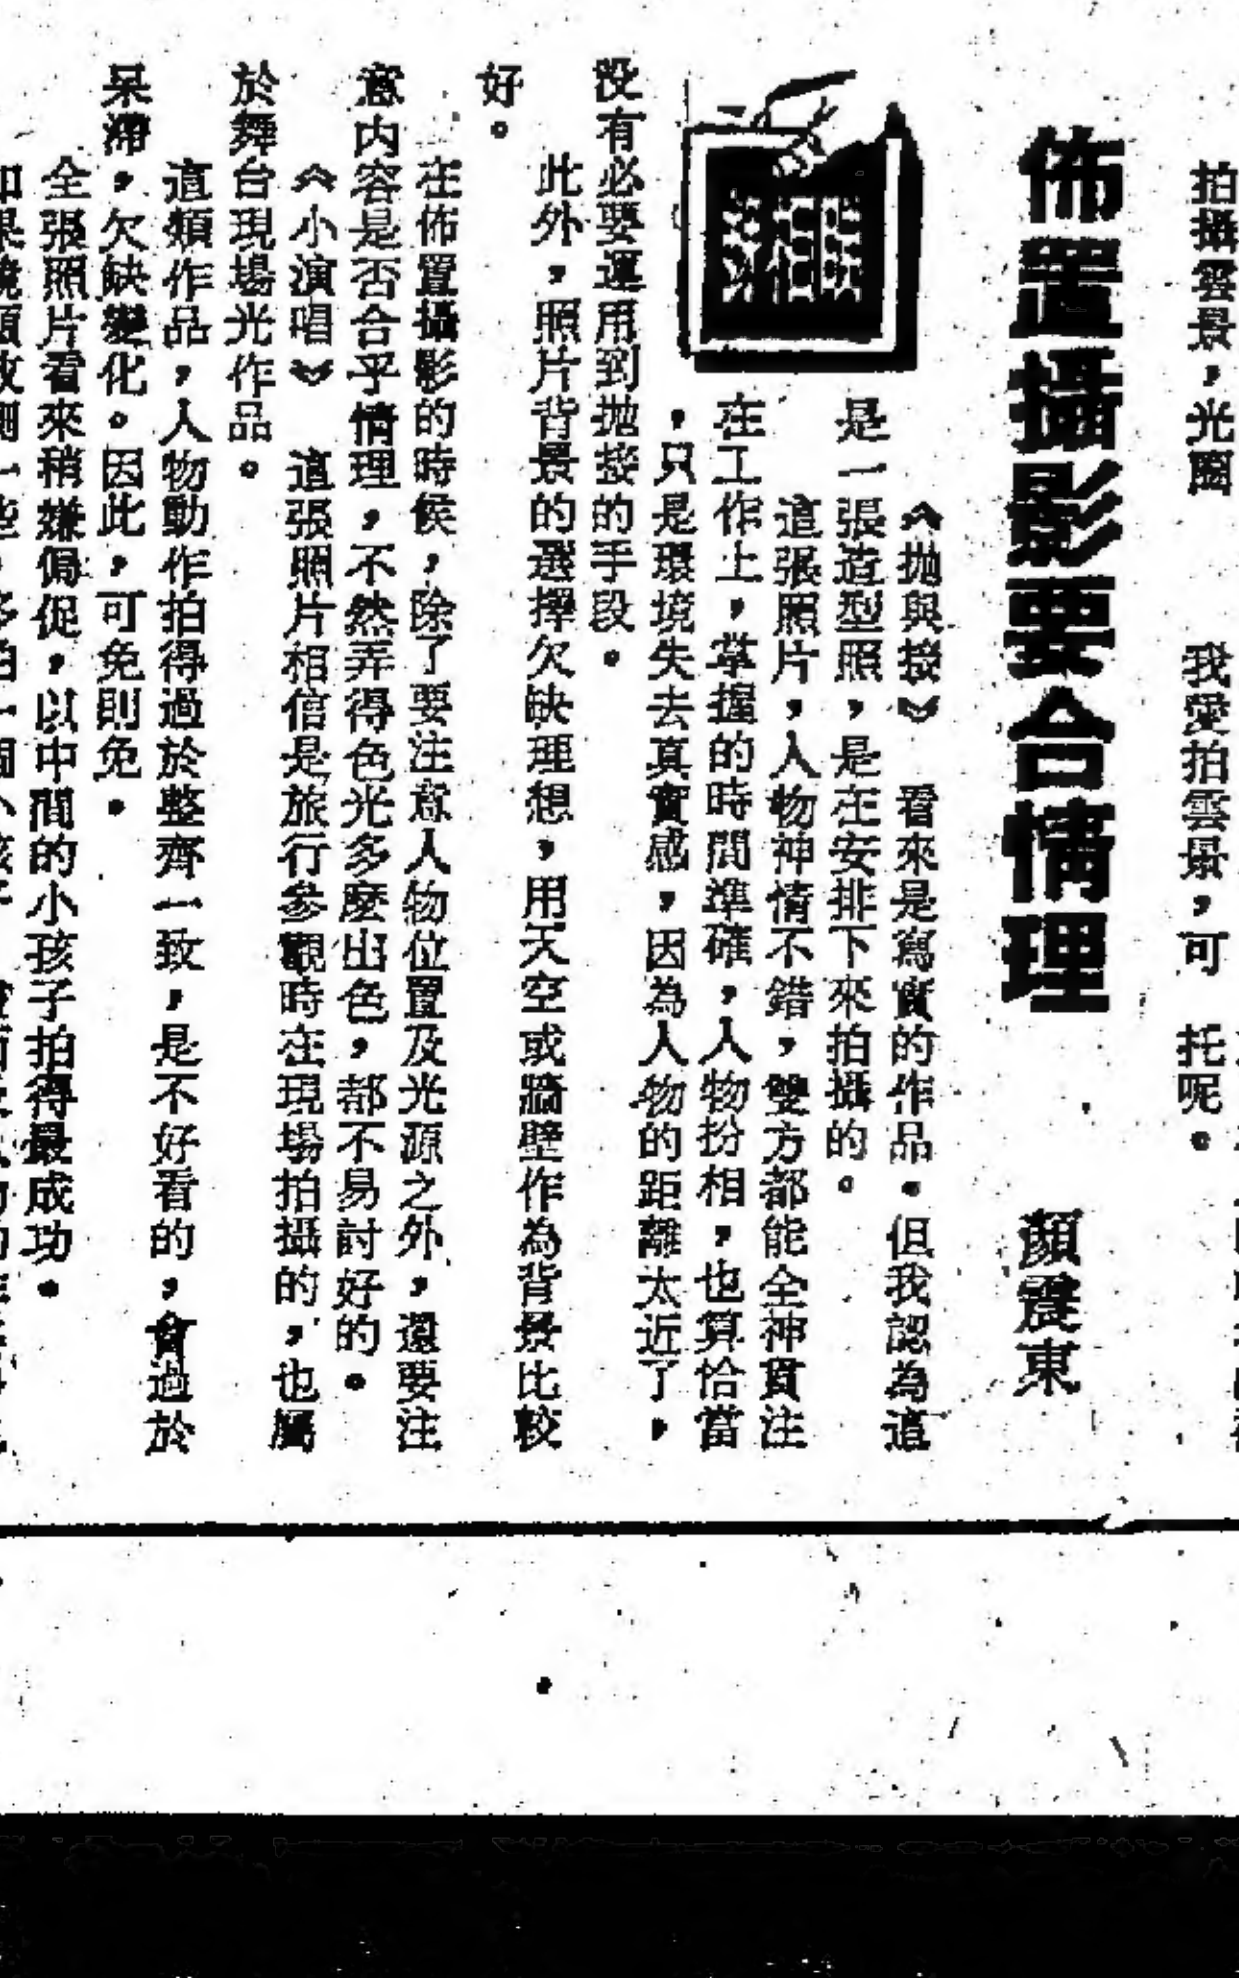 拍攝雲景，光圈
我愛拍雲景，可
托呢。
佈置攝影要合情理
顏震東
《拋與接》　看來是寫實的作品。但我認為這
是一張造型照，是在安排下來拍攝的。
這張照片，人物神情不錯，雙方都能全神貫注
在工作上，掌握的時間準確，人物扮相，也算恰當
，只是環境失去真實感，因為人物的距離太近了，
沒有必要運用到拋接的手段。
此外，照片背景的選擇欠缺理想，用天空或牆壁作為背景比較
好。
在佈置攝影的時候，除了要注意人物位置及光源之外，還要注
意内容是否合乎情理，不然弄得色光多麼出色，都不易討好的。
《小演唱》　這張照片相信是旅行參觀時在現場拍攝的，也屬
於舞台現場光作品。
這類作品，人物動作拍得過於整齊一致，是不好看的，會過於
呆滯，欠缺變化。因此，可免則免。
全張照片看來稍嫌侷促，以中間的小孩子拍得最成功。